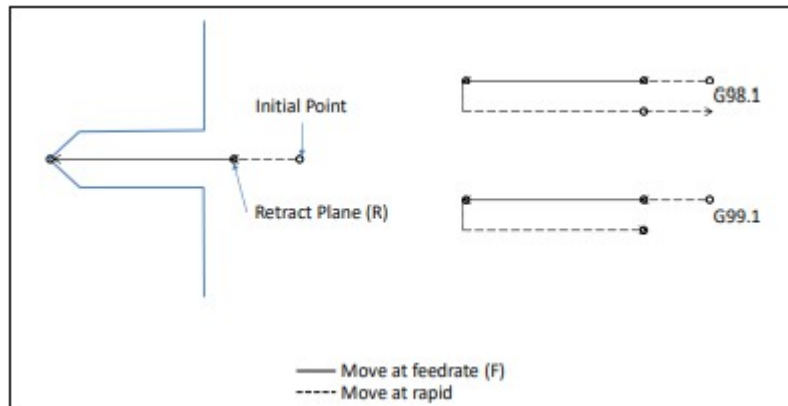 G98.1
Initial Point
Retract Plane (R)
G99.1
Move at feedrate (F)
Move at rapid